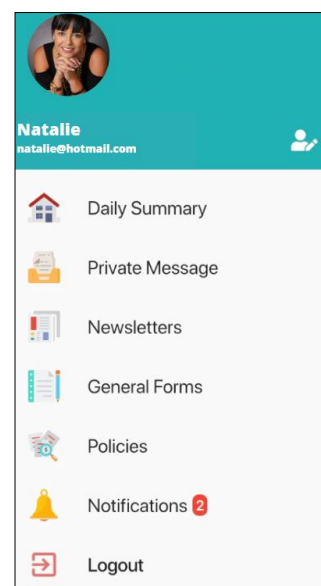 Natalie
natalie@hotmail.com
Daily Summary
Private Message
Newsletters
General Forms
Policies
Notifications 2
Logout